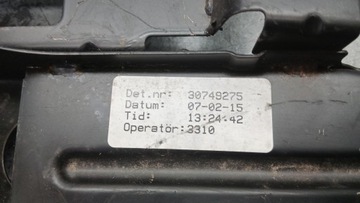 Det.nr: 30749275
Datum: 07-02-15
Tid: 13:24:42
Operatör:3310